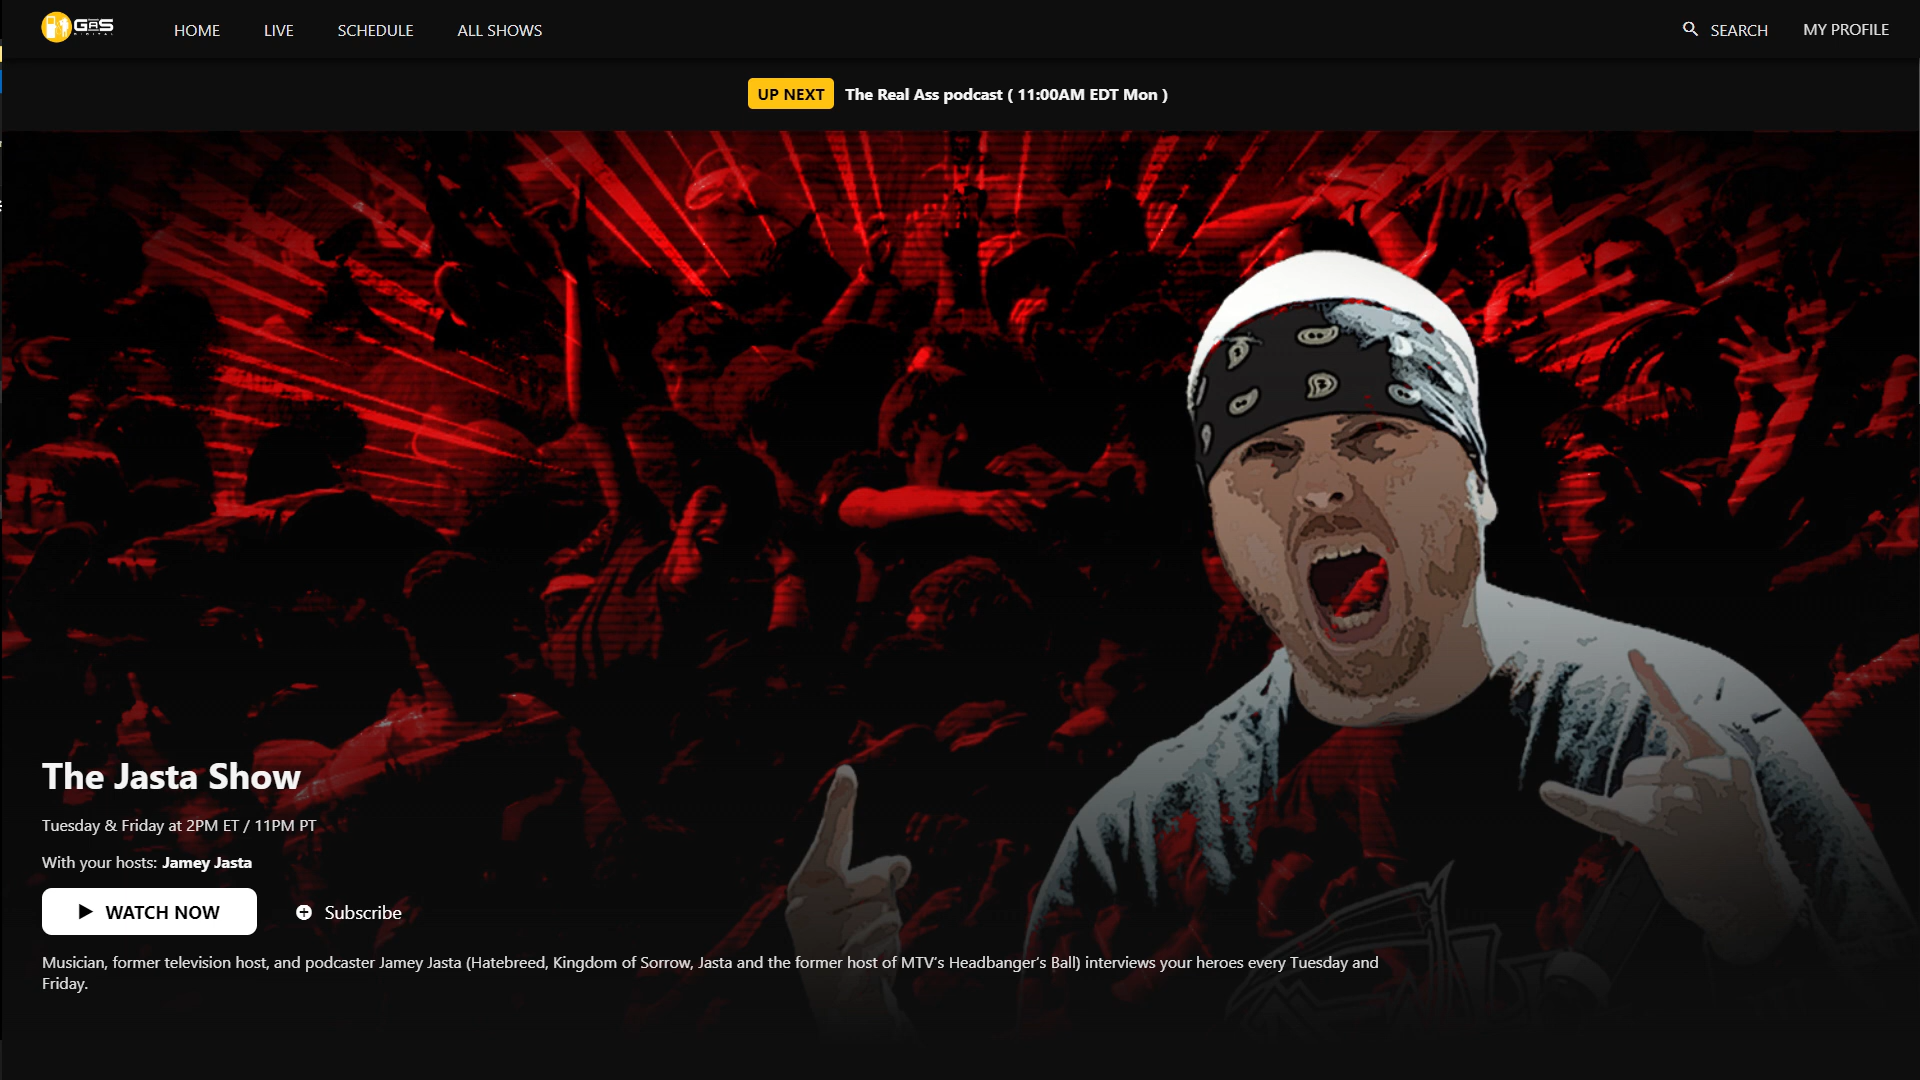 GAS
DIGITAL
HOME
LIVE
SCHEDULE
ALL SHOWS
SEARCH
MY PROFILE
UP NEXT
The Real Ass podcast ( 11:00AM EDT Mon )
The Jasta Show
Tuesday & Friday at 2PM ET / 11PM PT
With your hosts: Jamey Jasta
WATCH NOW
Subscribe
Musician, former television host, and podcaster Jamey Jasta (Hatebreed, Kingdom of Sorrow, Jasta and the former host of MTV’s Headbanger’s Ball) interviews your heroes every Tuesday and
Friday.